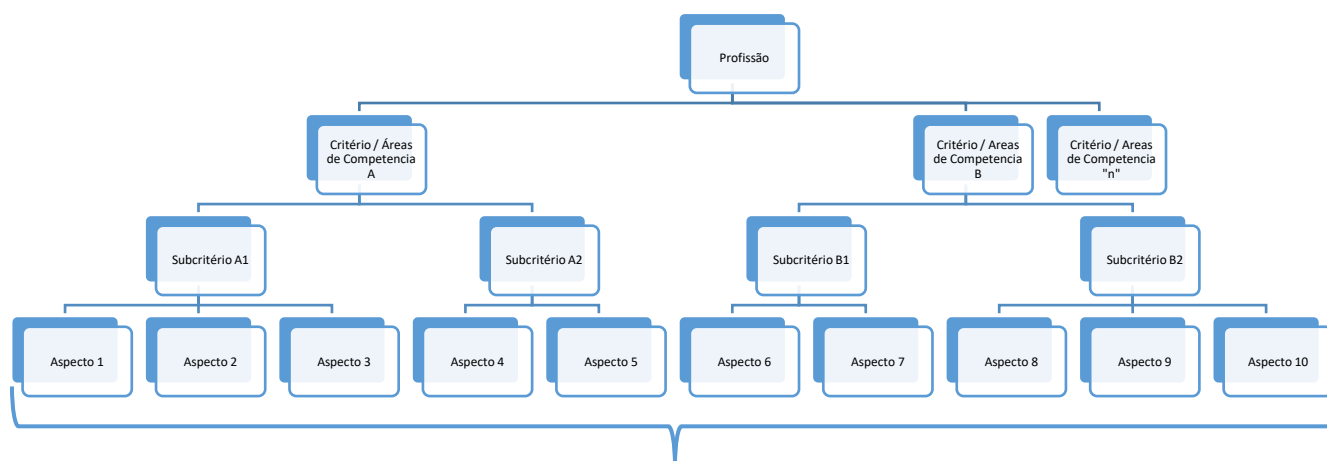 Profissão
Critério / Áreas
de Competencia
A
Critério / Areas
de Competencia
B
Critério / Areas
de Competencia
"n"
Subcritério A1
Subcritério A2
Subcritério B1
Subcritério B2
Aspecto 1
Aspecto 2
Aspecto 3
Aspecto 4
Aspecto 5
Aspecto 6
Aspecto 7
Aspecto 8
Aspecto 9
Aspecto 10